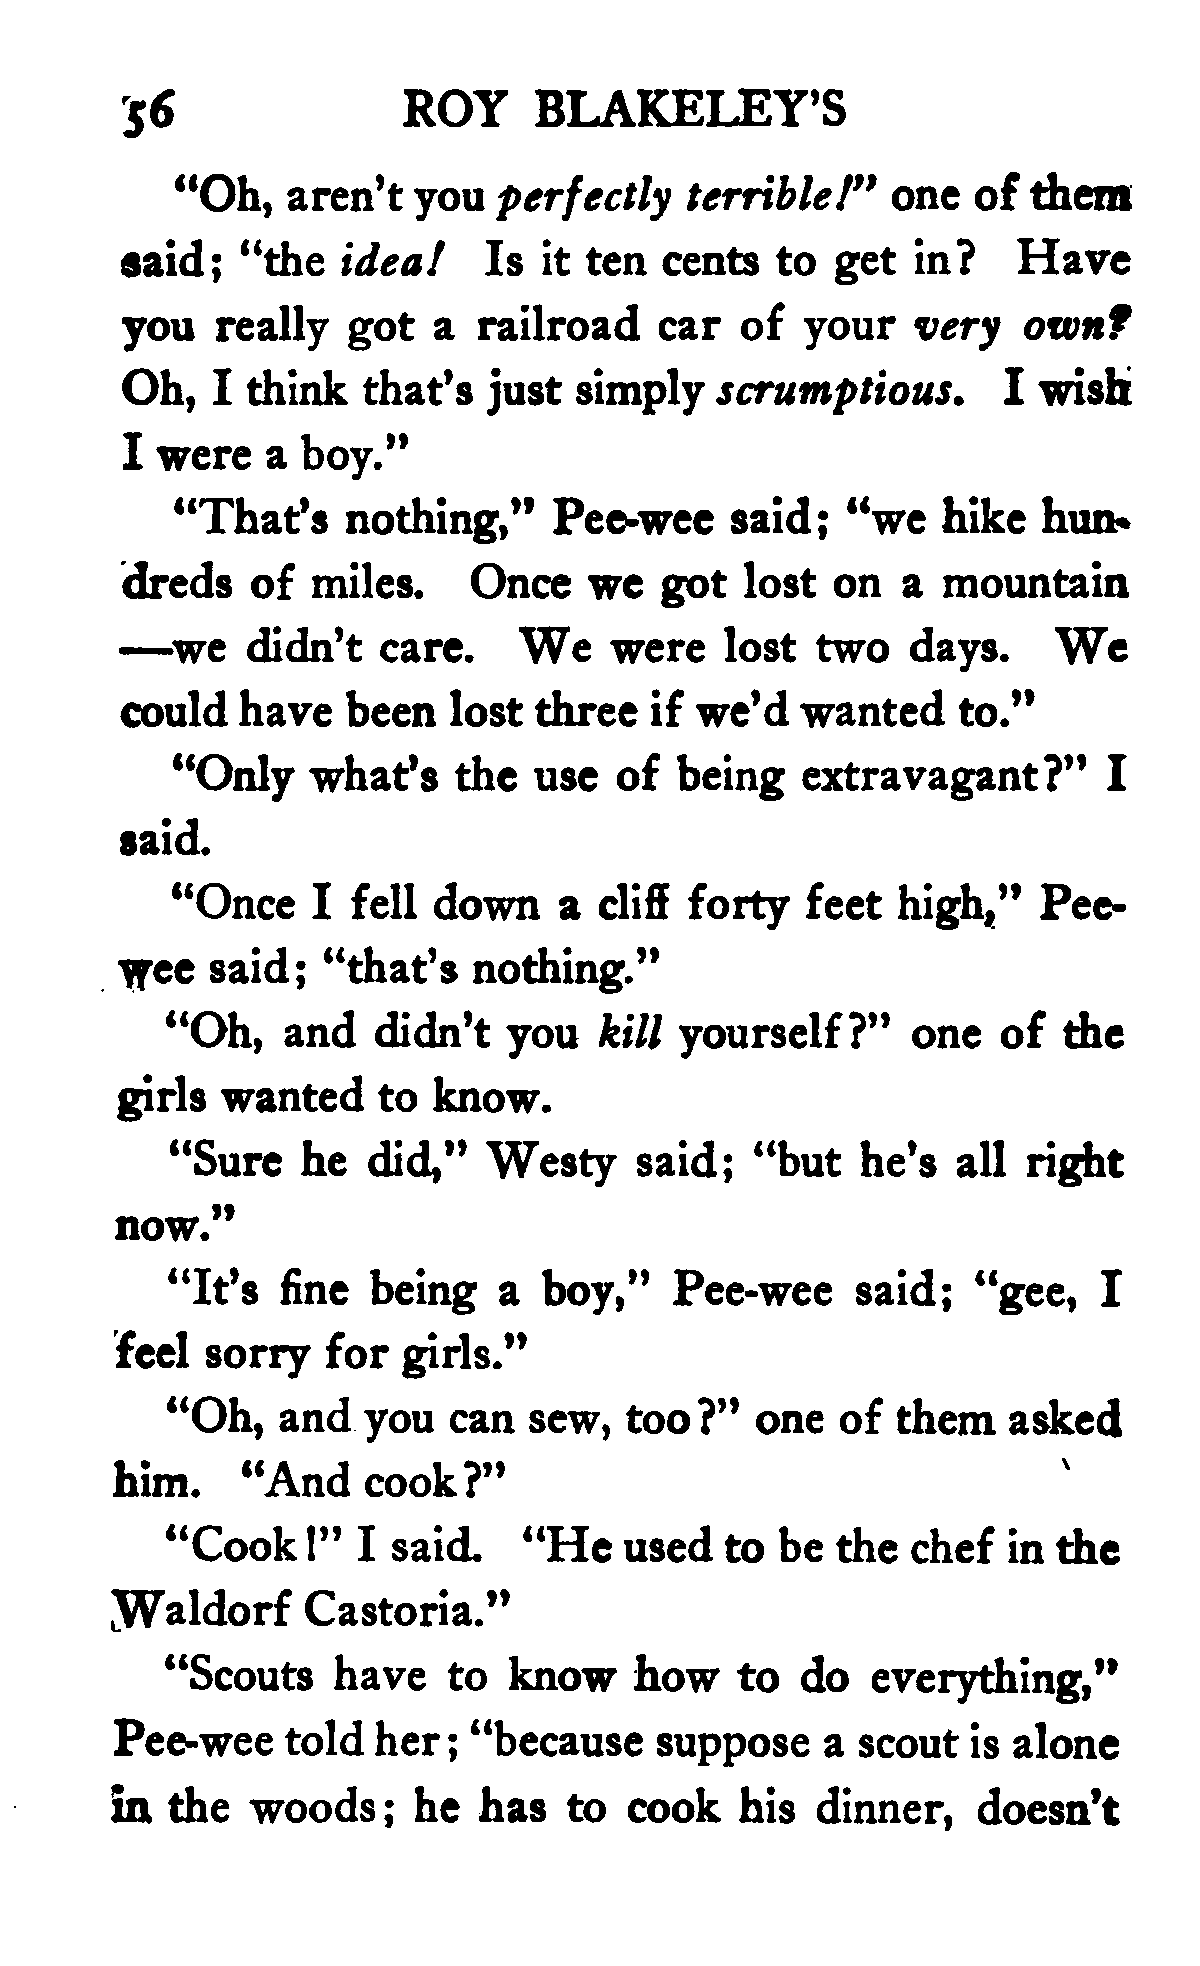 56 ROY BLAKELEY'S
"Oh, aren't you perfectly terrible!" one of them
said; "the idea! Is it ten cents to get in? Have
you really got a railroad car of your very own?
Oh, I think that's just simply scrumptious. I wish
I were a boy."
"That's nothing," Pee-wee said; "we hike hun-
dreds of miles. Once we got lost on a mountain
—we didn't care. We were lost two days. We
could have been lost three if we'd wanted to."
"Only what's the use of being extravagant?" I
said.
"Once I fell down a cliff forty feet high," Pee-
wee said; "that's nothing."
"Oh, and didn't you kill yourself?" one of the
girls wanted to know.
"Sure he did," Westy said; "but he's all right
now."
"It's fine being a boy," Pee-wee said; "gee, I
feel sorry for girls."
"Oh, and you can sew, too?" one of them asked
him. "And cook?"
"Cook!" I said. "He used to be the chef in the
Waldorf Castoria."
"Scouts have to know how to do everything,"
Pee-wee told her; "because suppose a scout is alone
in the woods; he has to cook his dinner, doesn't